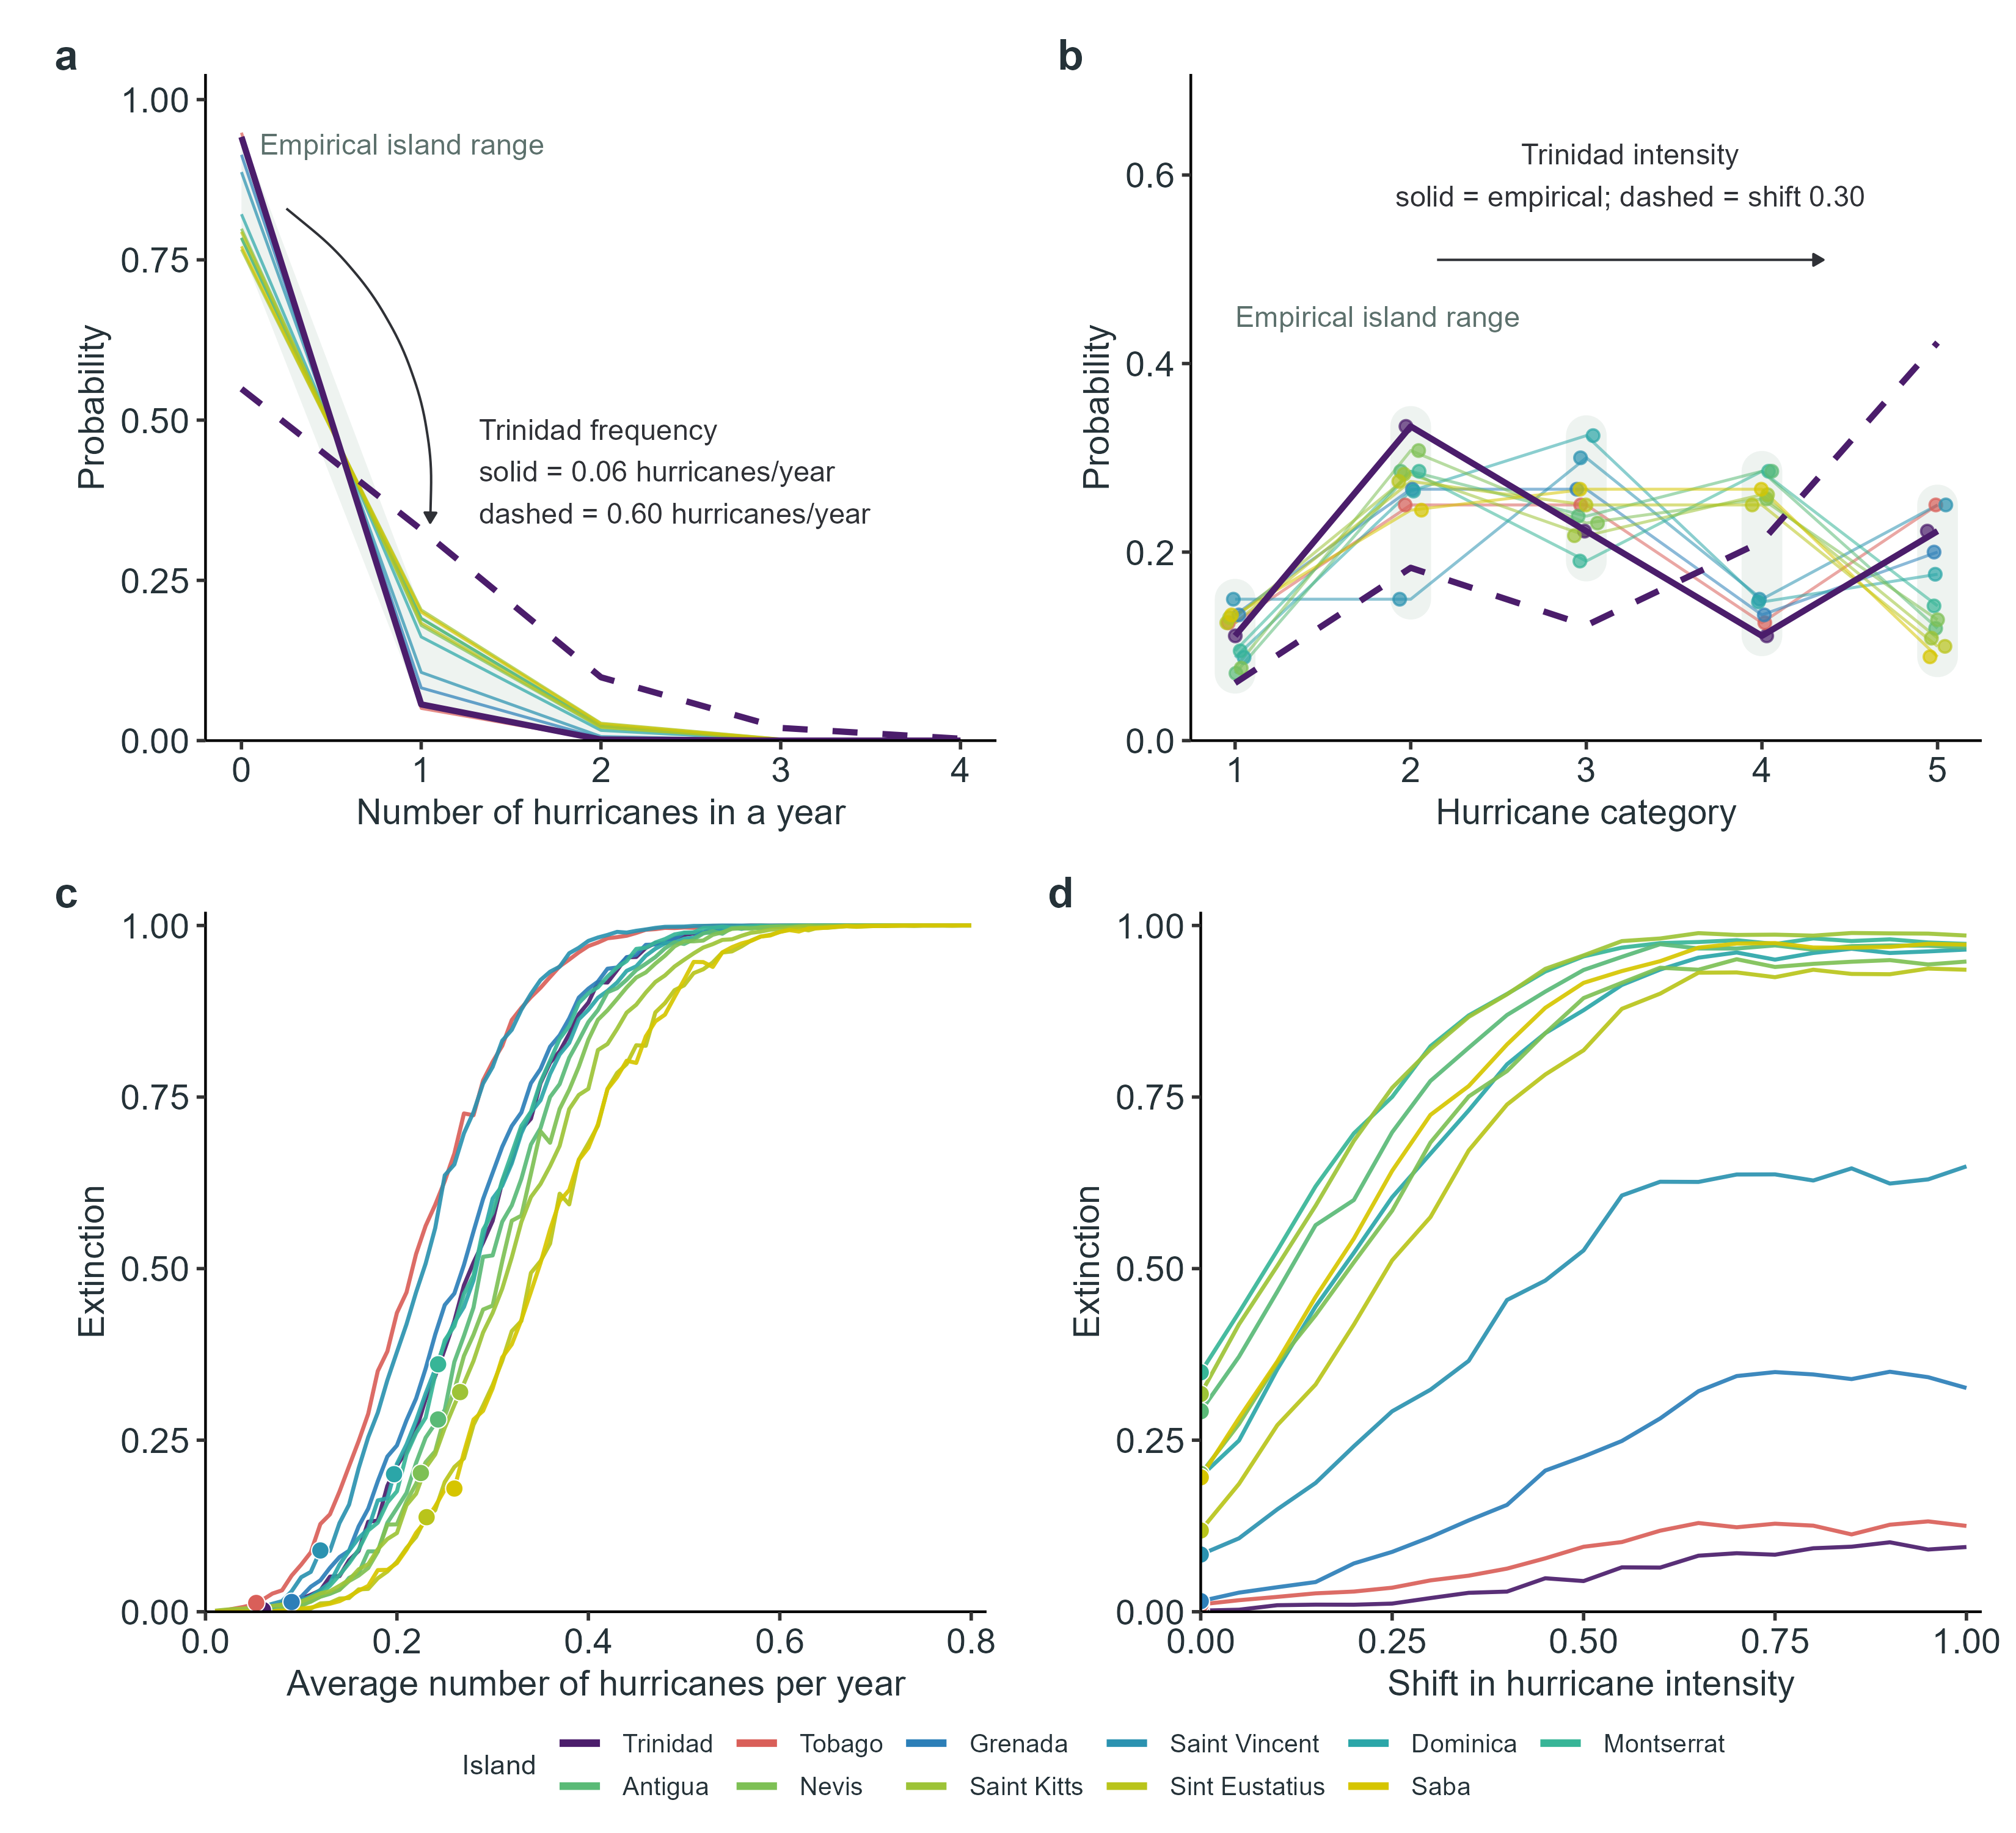 a
1.00
0.75
0.50
0.25
0.00
Probability
Empirical island range
Trinidad frequency
solid = 0.06 hurricanes/year
dashed = 0.60 hurricanes/year
0 1 2 3 4
Number of hurricanes in a year
b
0.6
0.4
0.2
0.0
Probability
Trinidad intensity
solid = empirical; dashed = shift 0.30
Empirical island range
1 2 3 4 5
Hurricane category
c
1.00
0.75
0.50
0.25
0.00
Extinction
0.0 0.2 0.4 0.6 0.8
Average number of hurricanes per year
d
1.00
0.75
0.50
0.25
0.00
Extinction
0.00 0.25 0.50 0.75 1.00
Shift in hurricane intensity
Island
Trinidad Tobago Grenada Saint Vincent Dominica Montserrat
Antigua Nevis Saint Kitts Sint Eustatius Saba